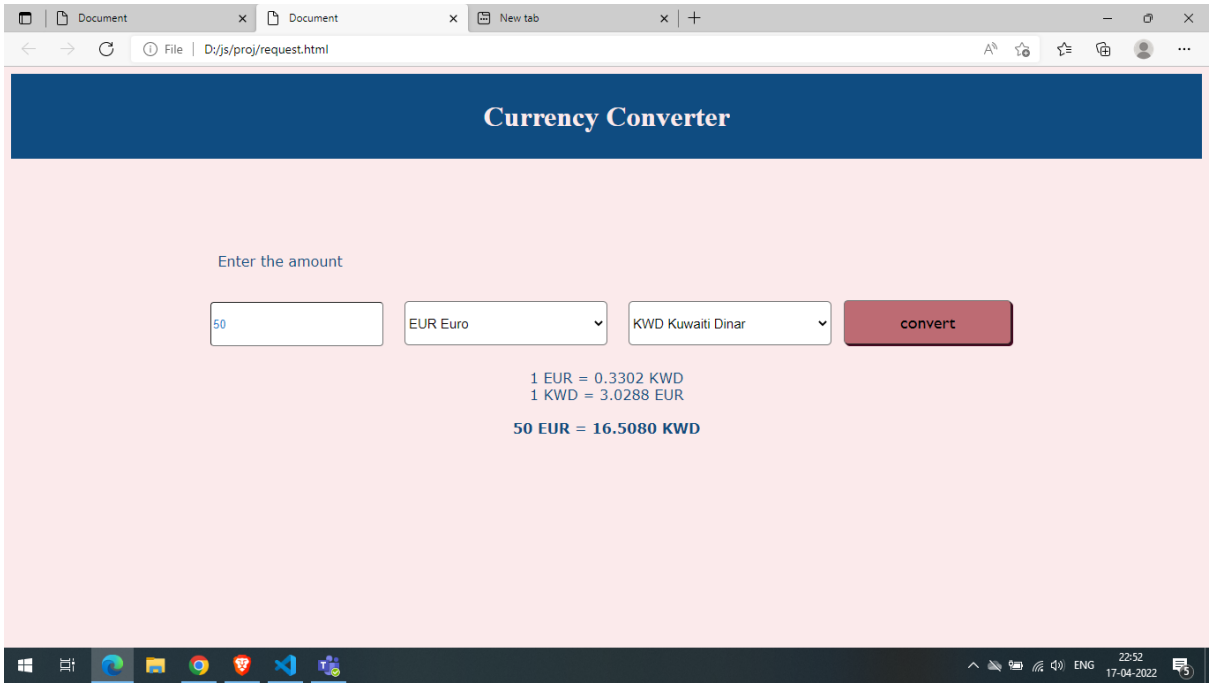 Document
Document
New tab
File
D:/js/proj/request.html
Currency Converter
Enter the amount
50
EUR Euro
KWD Kuwaiti Dinar
convert
1 EUR = 0.3302 KWD
1 KWD = 3.0288 EUR
50 EUR = 16.5080 KWD
ENG
22:52
17-04-2022
5